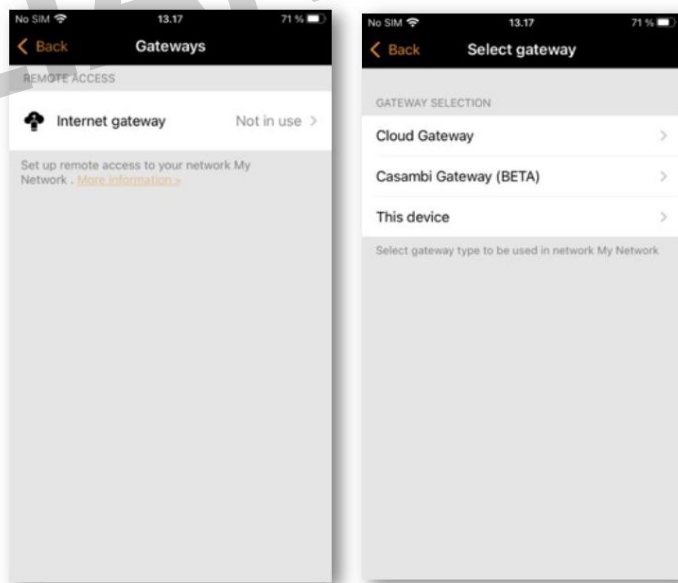 No SIM 13.17 71 %
Back Gateways
REMOTE ACCESS
Internet gateway Not in use >
Set up remote access to your network My
Network . More information >
No SIM 13.17 71 %
Back Select gateway
GATEWAY SELECTION
Cloud Gateway >
Casambi Gateway (BETA) >
This device >
Select gateway type to be used in network My Network